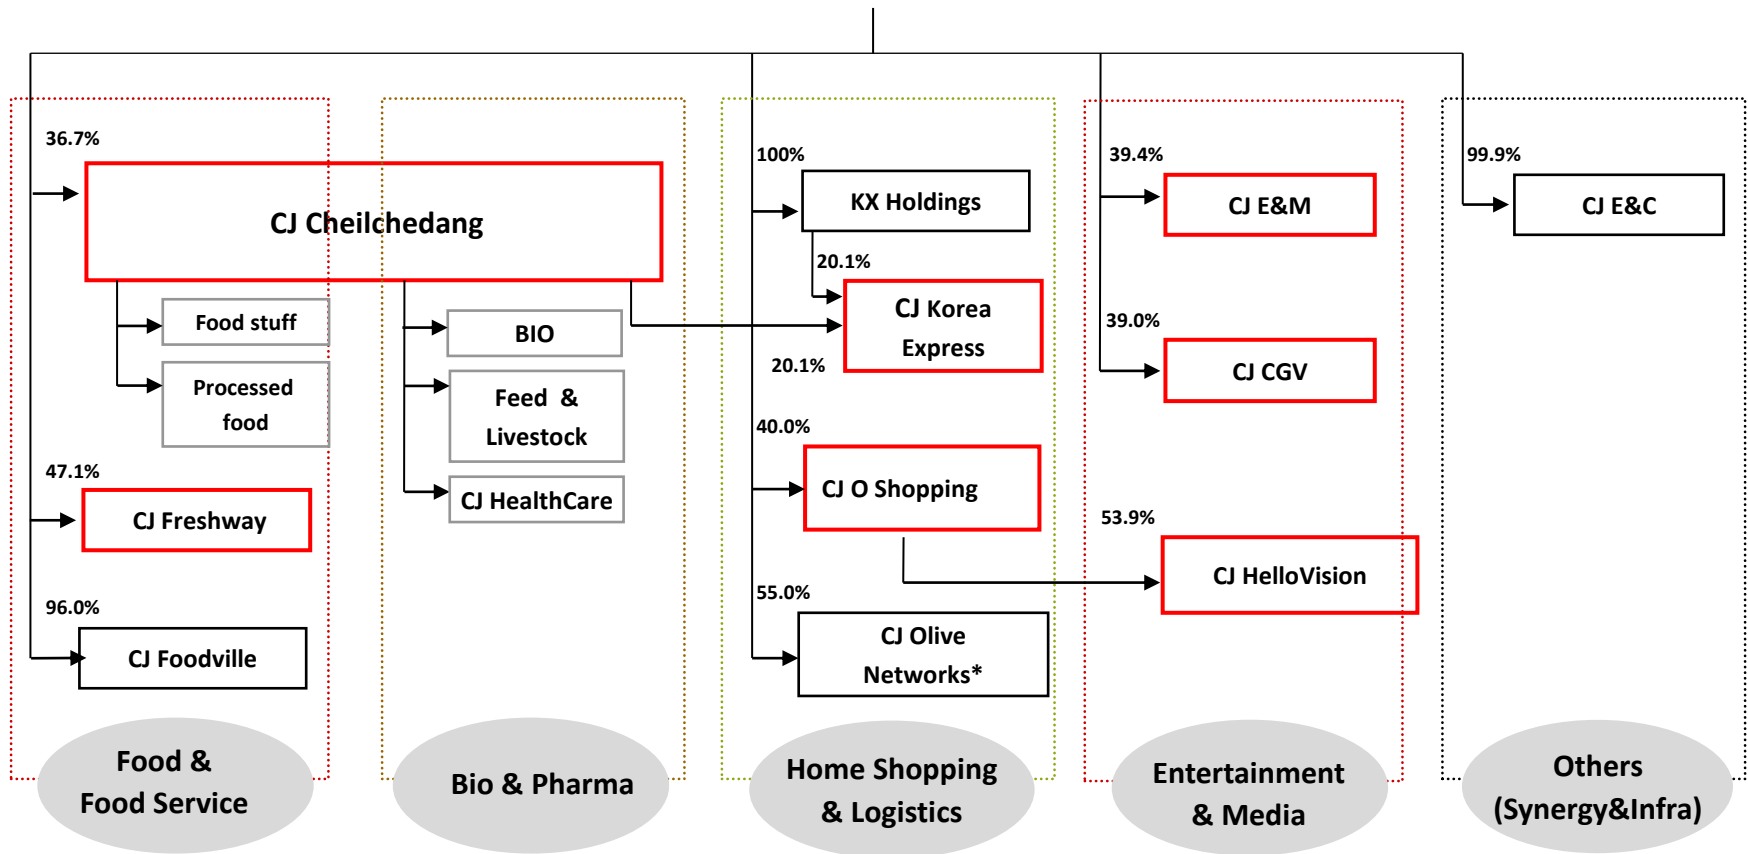 36.7%
CJ Cheilchedang
Food stuff
Processed
food
47.1%
CJ Freshway
96.0%
CJ Foodville
Food &
Food Service
BIO
Feed &
Livestock
CJ HealthCare
Bio & Pharma
100%
KX Holdings
20.1%
CJ Korea
Express
20.1%
40.0%
CJ O Shopping
55.0%
CJ Olive
Networks*
Home Shopping
& Logistics
39.4%
CJ E&M
39.0%
CJ CGV
53.9%
CJ HelloVision
Entertainment
& Media
99.9%
CJ E&C
Others
(Synergy&Infra)